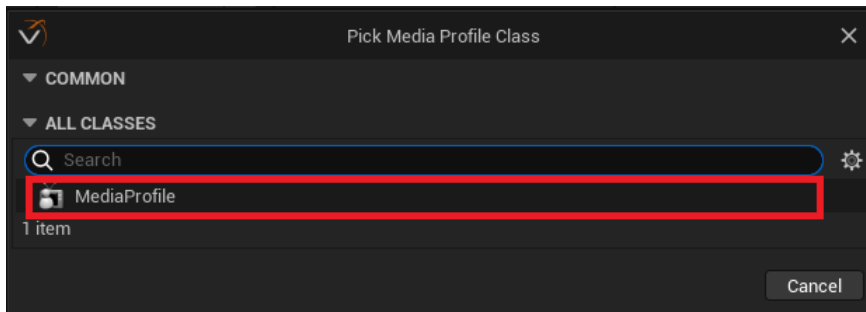 Pick Media Profile Class
COMMON
ALL CLASSES
Search
MediaProfile
1 item
Cancel